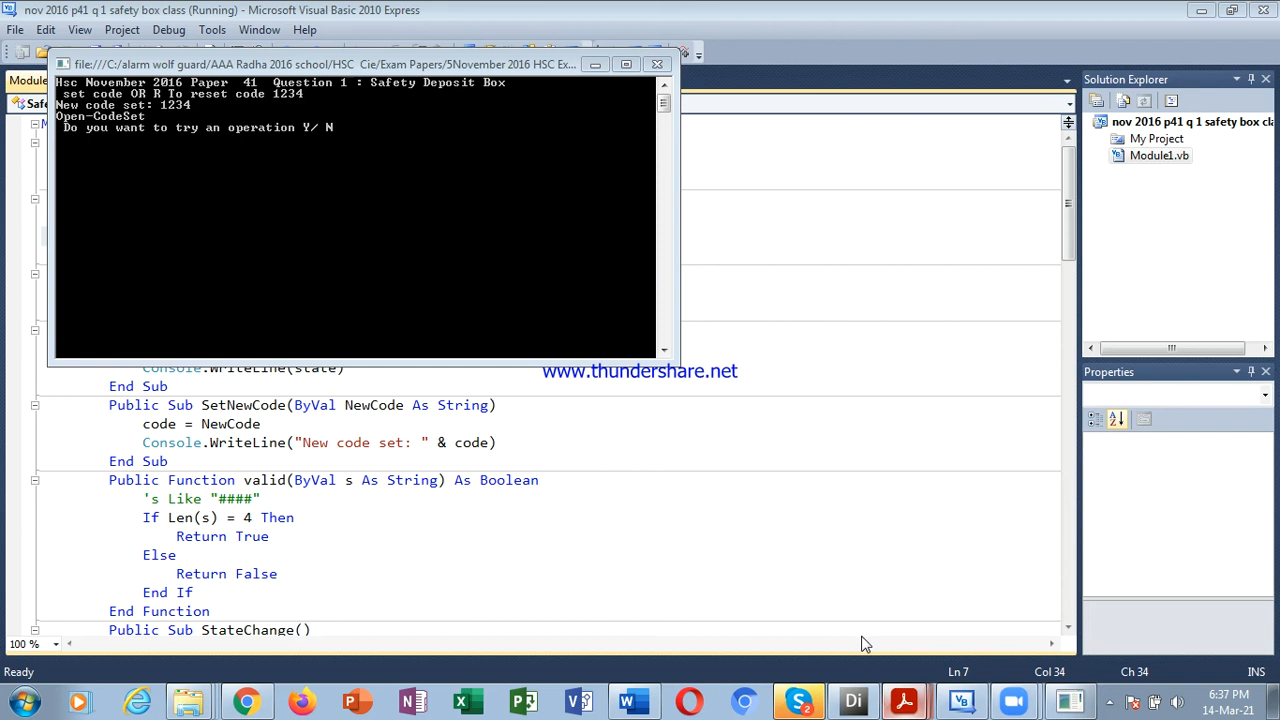 nov 2016 p41 q 1 safety box class (Running) - Microsoft Visual Basic 2010 Express
File Edit View Project Debug Tools Window Help
file:///C:/alarm wolf guard/AAA Radha 2016 school/HSC Cie/Exam Papers/5November 2016 HSC Ex...
Hsc November 2016 Paper 41 Question 1 : Safety Deposit Box
set code OR R To reset code 1234
New code set: 1234
Open-CodeSet
Do you want to try an operation Y/ N
Module
Saf
M
www.thundershare.net
Console.WriteLine(state)
End Sub
Public Sub SetNewCode(ByVal NewCode As String)
code = NewCode
Console.WriteLine("New code set: " & code)
End Sub
Public Function valid(ByVal s As String) As Boolean
's Like "####"
If Len(s) = 4 Then
Return True
Else
Return False
End If
End Function
Public Sub StateChange()
100 %
Solution Explorer
nov 2016 p41 q 1 safety box cla
My Project
Module1.vb
Properties
Ready
Ln 7
Col 34
Ch 34
INS
6:37 PM
14-Mar-21